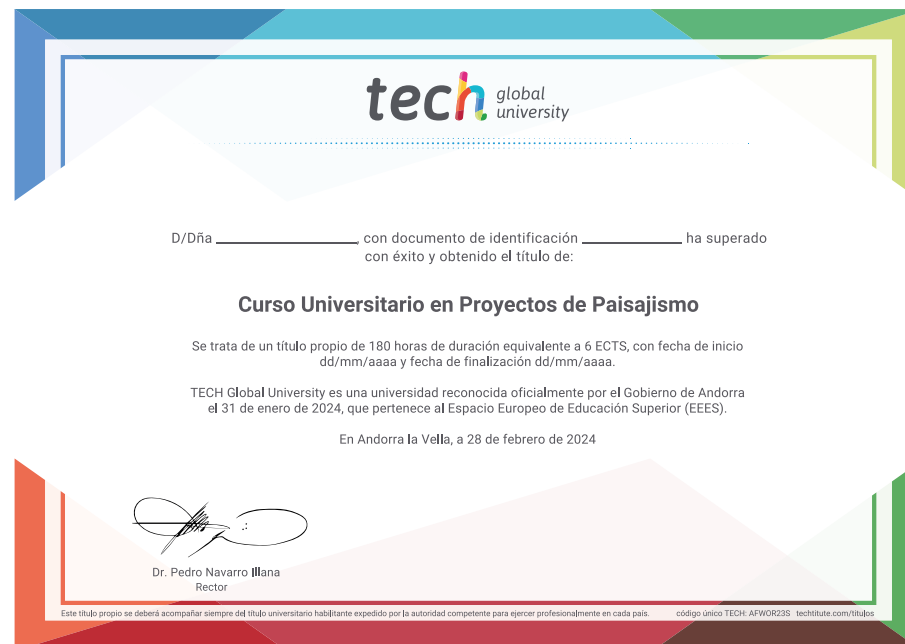 tech global
university
D/Dña ____________________, con documento de identificación ______________ ha superado
con éxito y obtenido el título de:
Curso Universitario en Proyectos de Paisajismo
Se trata de un título propio de 180 horas de duración equivalente a 6 ECTS, con fecha de inicio
dd/mm/aaaa y fecha de finalización dd/mm/aaaa.
TECH Global University es una universidad reconocida oficialmente por el Gobierno de Andorra
el 31 de enero de 2024, que pertenece al Espacio Europeo de Educación Superior (EEES).
En Andorra la Vella, a 28 de febrero de 2024
Dr. Pedro Navarro Illana
Rector
Este título propio se deberá acompañar siempre del título universitario habilitante expedido por la autoridad competente para ejercer profesionalmente en cada país. código único TECH: AFWOR23S techtitute.com/titulos